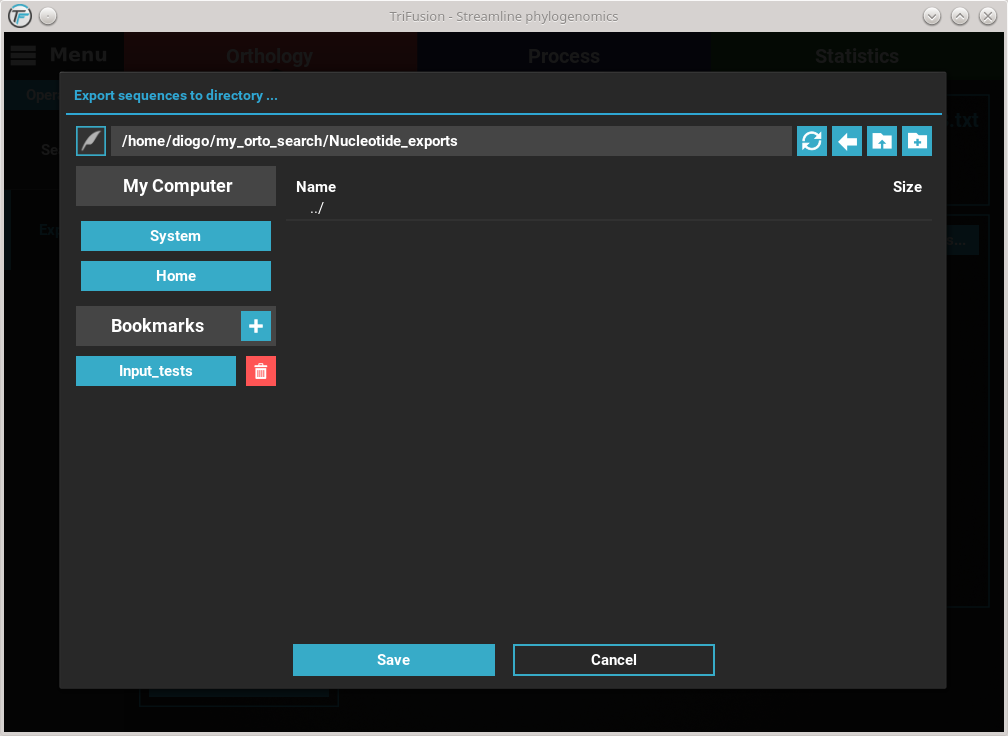 TriFusion - Streamline phylogenomics
Menu
Orthology
Process
Statistics
Export sequences to directory ...
/home/diogo/my_orto_search/Nucleotide_exports
My Computer
Name
Size
../
System
Home
Bookmarks
Input_tests
Save
Cancel